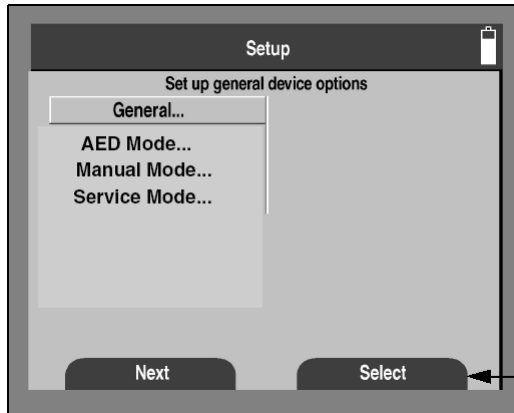 Setup
Set up general device options
General...
AED Mode...
Manual Mode...
Service Mode...
Next
Select